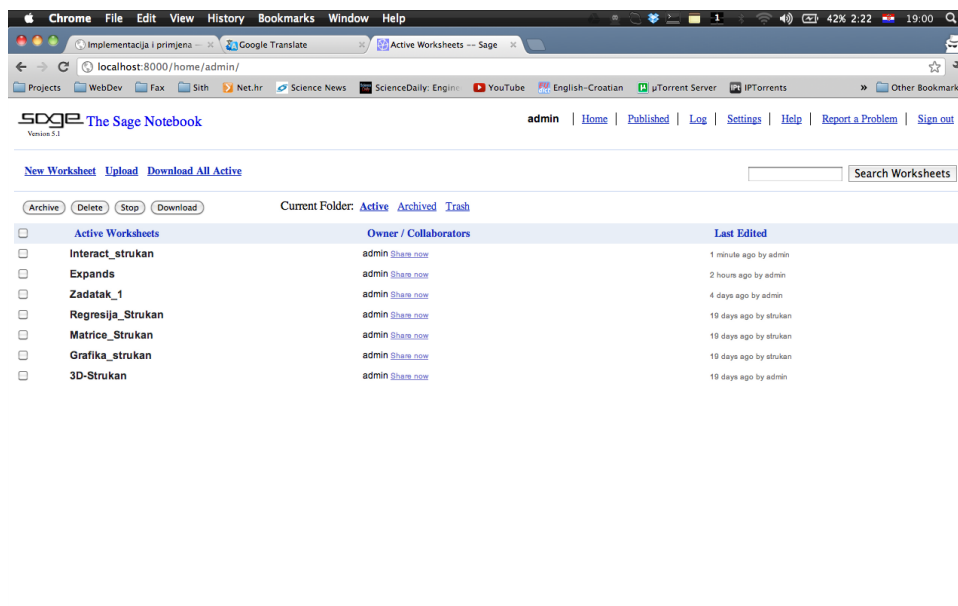 Chrome File Edit View History Bookmarks Window Help 1 42% 2:22 19:00
Implementacija i primjena – × Google Translate × Active Worksheets -- Sage ×
localhost:8000/home/admin/
Projects WebDev Fax Sith Net.hr Science News ScienceDaily: Engine YouTube English-Croatian µTorrent Server IPT IPTorrents » Other Bookmark
sage The Sage Notebook admin | Home | Published | Log | Settings | Help | Report a Problem | Sign out
Version 5.1
New Worksheet Upload Download All Active Search Worksheets
Archive Delete Stop Download Current Folder: Active Archived Trash
Active Worksheets Owner / Collaborators Last Edited
Interact_strukan admin Share now 1 minute ago by admin
Expands admin Share now 2 hours ago by admin
Zadatak_1 admin Share now 4 days ago by admin
Regresija_Strukan admin Share now 19 days ago by strukan
Matrice_Strukan admin Share now 19 days ago by strukan
Grafika_strukan admin Share now 19 days ago by strukan
3D-Strukan admin Share now 19 days ago by admin